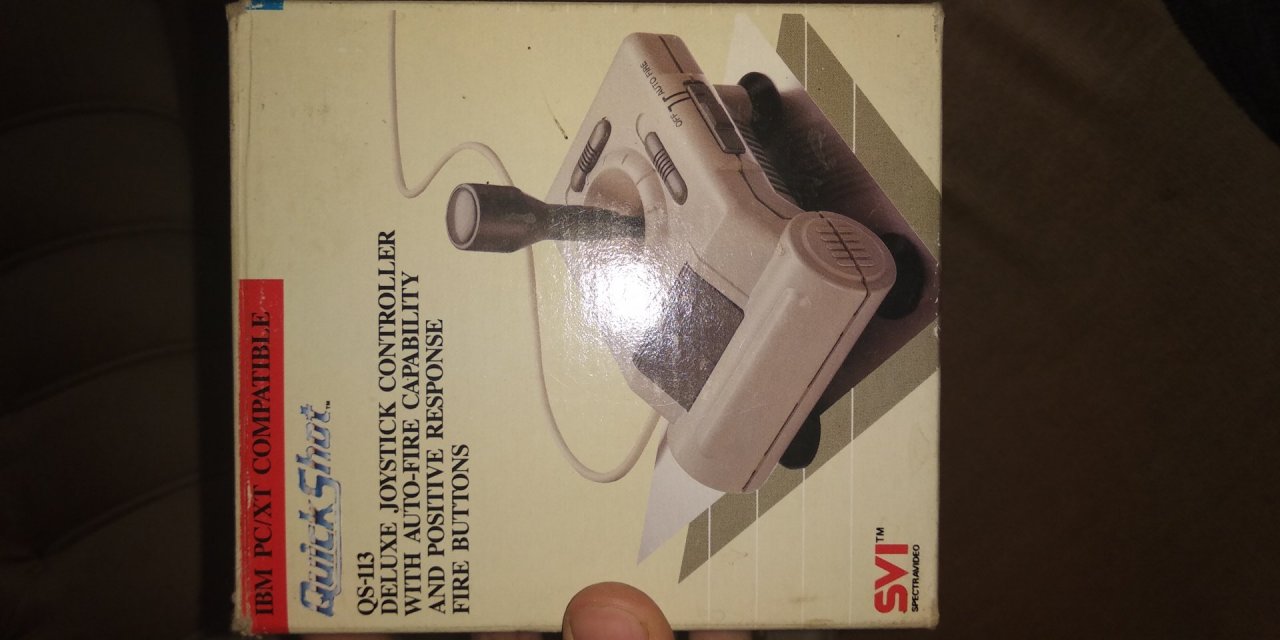 IBM PC/XT COMPATIBLE
QuickShot™
QS-113
DELUXE JOYSTICK CONTROLLER
WITH AUTO-FIRE CAPABILITY
AND POSITIVE RESPONSE
FIRE BUTTONS
AUTO FIRE
OFF
SVI™
SPECTRAVIDEO